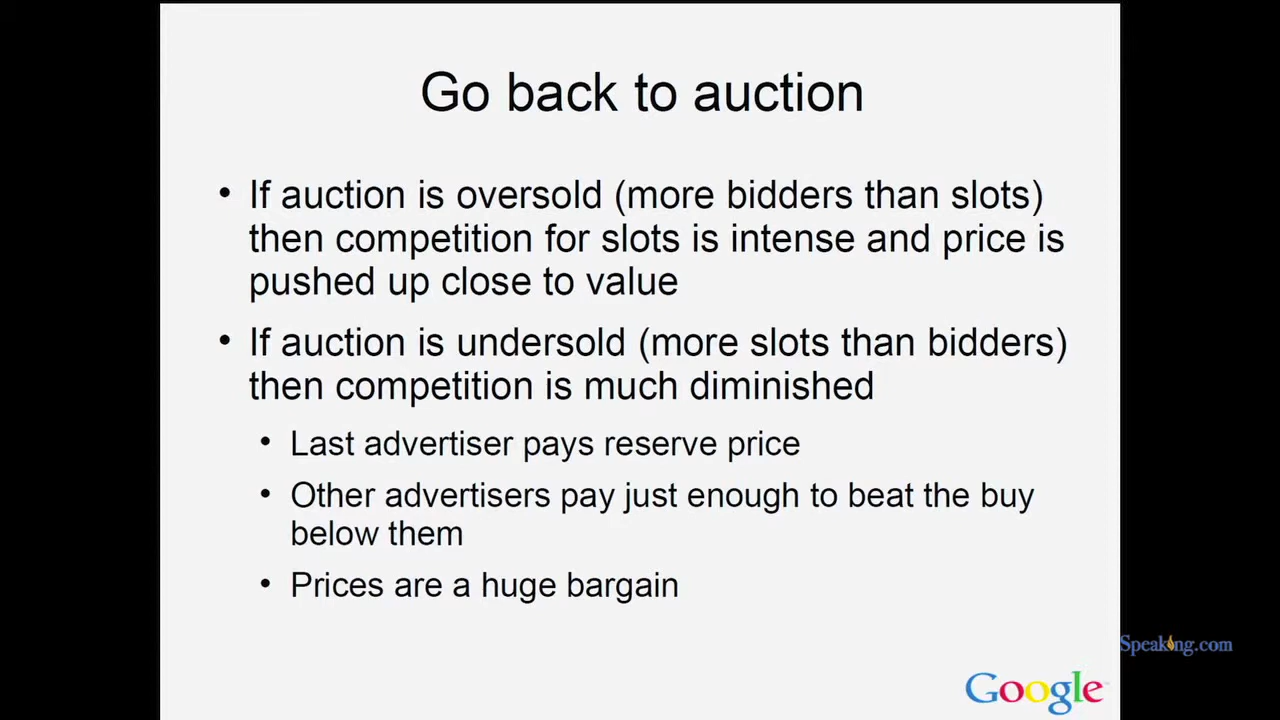 Go back to auction
• If auction is oversold (more bidders than slots)
then competition for slots is intense and price is
pushed up close to value
• If auction is undersold (more slots than bidders)
then competition is much diminished
• Last advertiser pays reserve price
• Other advertisers pay just enough to beat the buy
below them
• Prices are a huge bargain
Speaking.com
Google